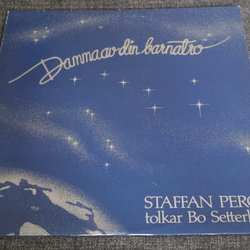 Damma av din barnatro
STAFFAN PERC
tolkar Bo Setterl